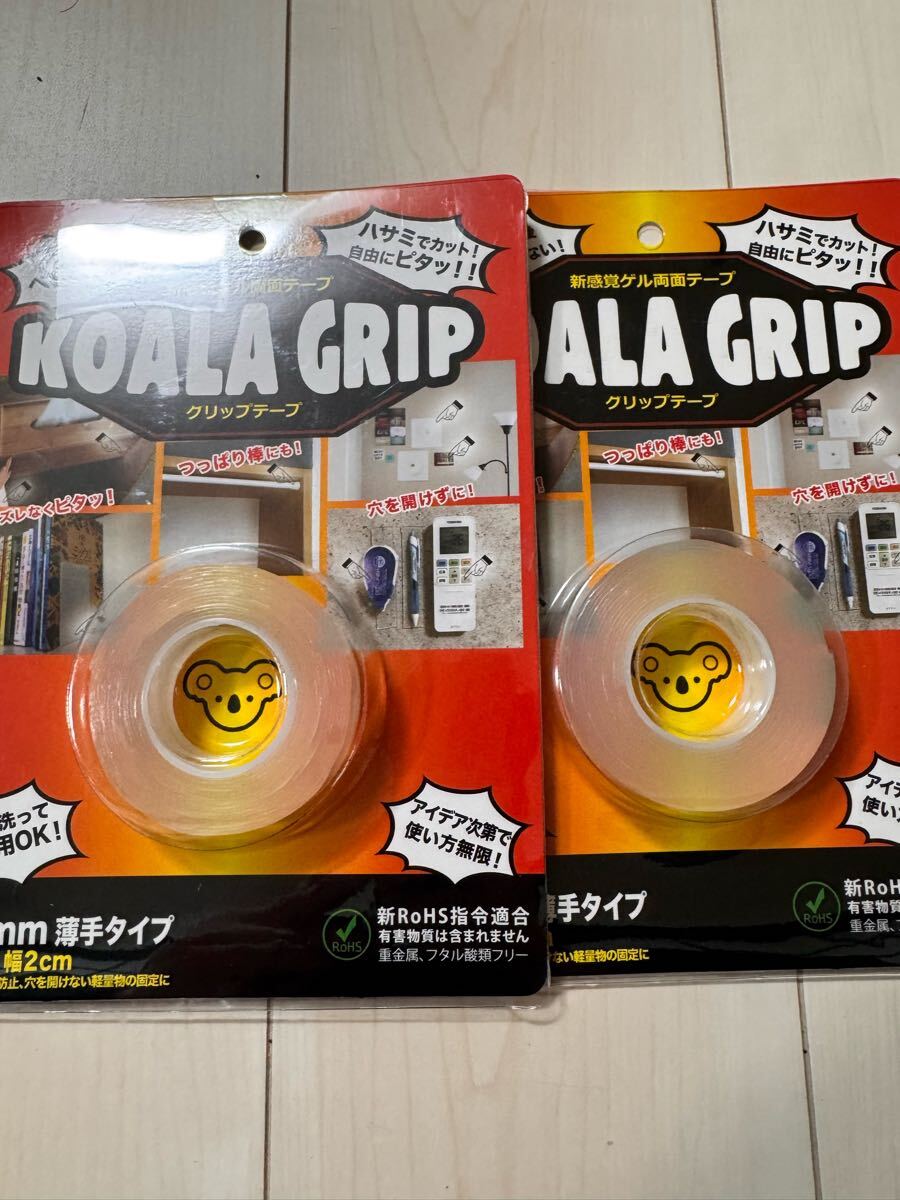 ハサミでカット！
自由にピタッ！！
ル両面テープ
KOALA GRIP
グリップテープ
つっぱり棒にも！
ズレなくピタッ！
穴を開けずに！
洗って
用OK！
アイデア次第で
使い方無限！
mm 薄手タイプ
幅2cm
防止、穴を開けない軽量物の固定に
RoHS
新RoHS指令適合
有害物質は含まれません
重金属、フタル酸類フリー
ない！
ハサミでカット！
自由にピタッ！！
新感覚ゲル両面テープ
OALA GRIP
グリップテープ
つっぱり棒にも！
穴を開けずに！
アイデ
使い
手タイプ
ない軽量物の固定に
RoHS
新RoH
有害物質
重金属、